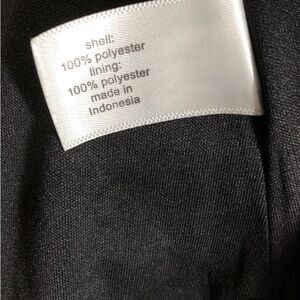 shell:
100% polyester
lining:
100% polyester
made in
Indonesia